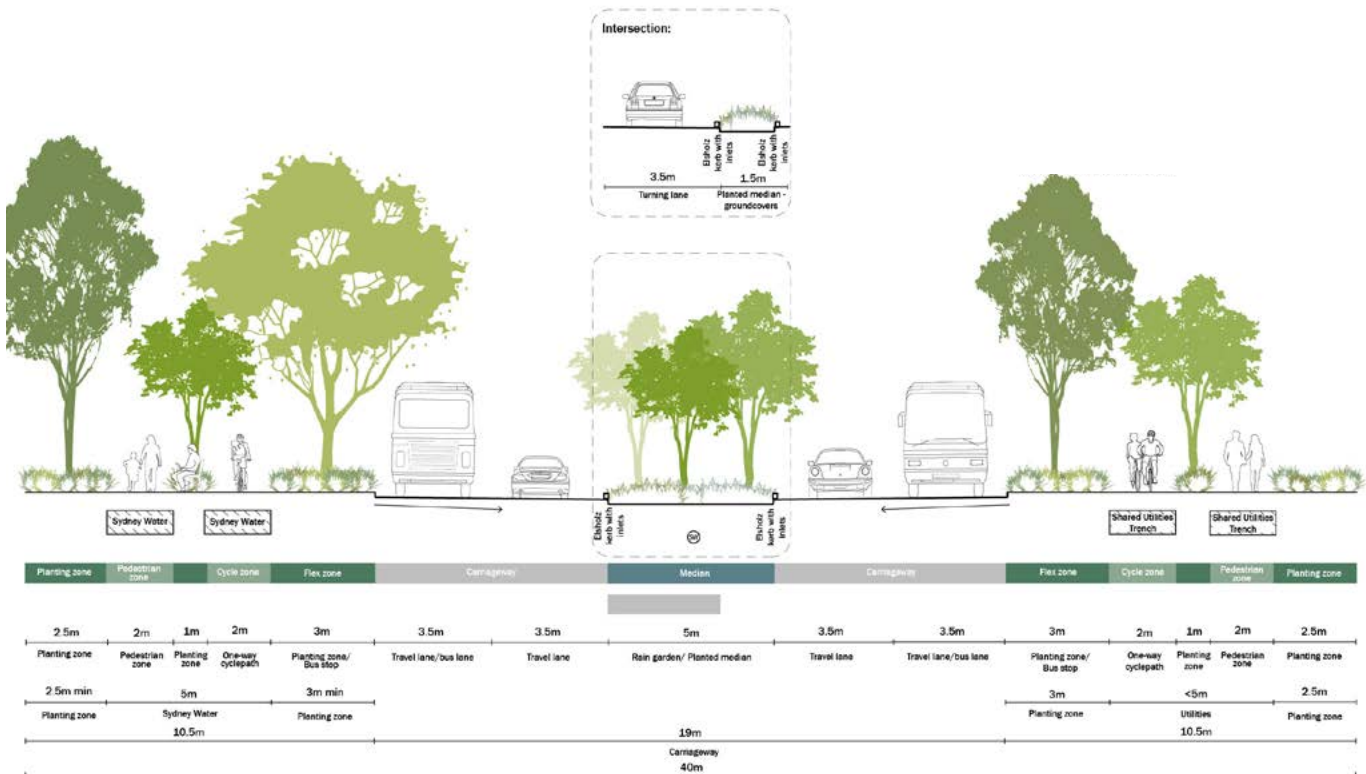 Intersection:
Elsholz
kerb with
inlets
Elsholz
kerb with
inlets
3.5m
1.5m
Turning lane
Planted median -
groundcovers
Sydney Water
Sydney Water
Elsholz
kerb with
inlets
SW
Elsholz
kerb with
inlets
Shared Utilities
Trench
Shared Utilities
Trench
Planting zone
Pedestrian
zone
Cycle zone
Flex zone
Carriageway
Median
Carriageway
Flex zone
Cycle zone
Pedestrian
zone
Planting zone
2.5m 2m 1m 2m 3m 3.5m 3.5m 5m 3.5m 3.5m 3m 2m 1m 2m 2.5m
Planting zone
Pedestrian
zone
Planting
zone
One-way
cyclepath
Planting zone/
Bus stop
Travel lane/bus lane
Travel lane
Rain garden/ Planted median
Travel lane
Travel lane/bus lane
Planting zone/
Bus stop
One-way
cyclepath
Planting
zone
Pedestrian
zone
Planting zone
2.5m min 5m 3m min 3m <5m 2.5m
Planting zone
Sydney Water
Planting zone
Planting zone
Utilities
Planting zone
10.5m 19m 10.5m
Carriageway
40m